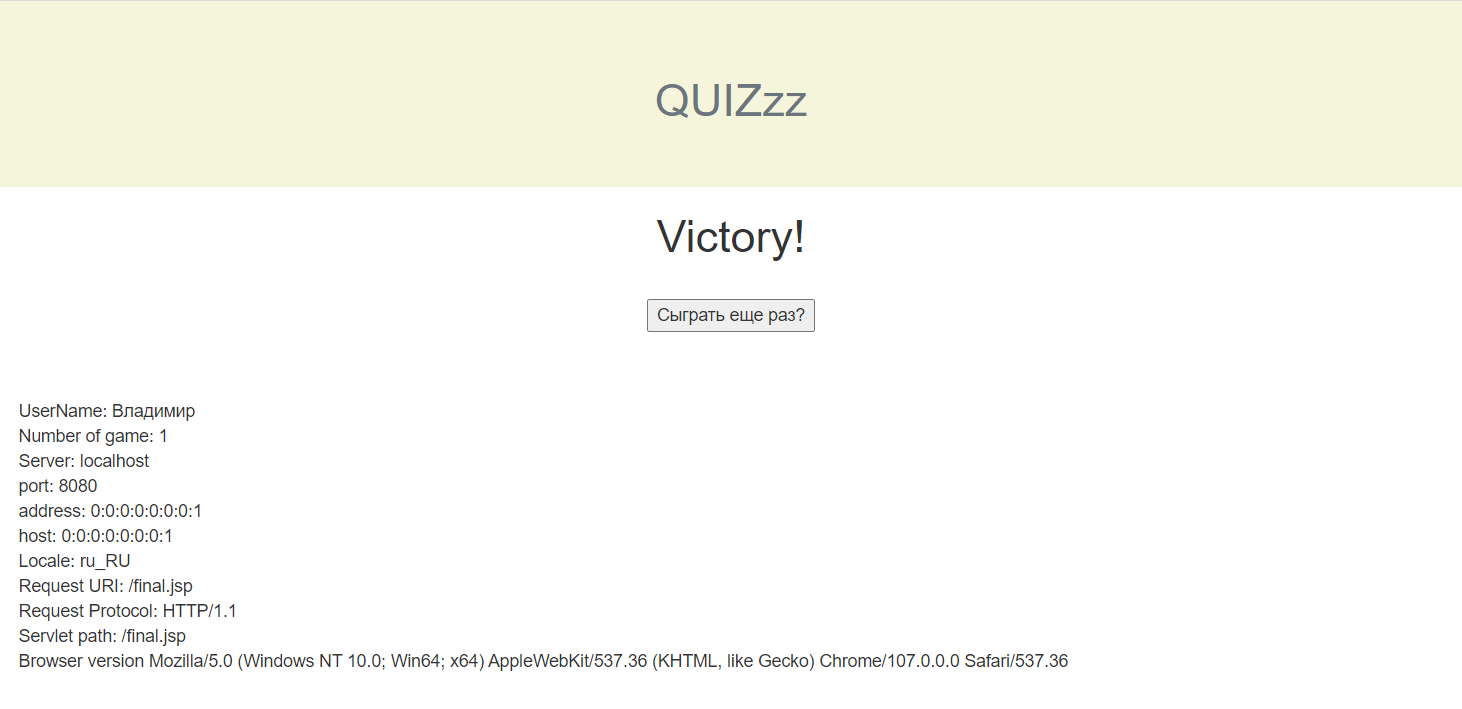 QUIZzz
Victory!
Сыграть еще раз?
UserName: Владимир
Number of game: 1
Server: localhost
port: 8080
address: 0:0:0:0:0:0:0:1
host: 0:0:0:0:0:0:0:1
Locale: ru_RU
Request URI: /final.jsp
Request Protocol: HTTP/1.1
Servlet path: /final.jsp
Browser version Mozilla/5.0 (Windows NT 10.0; Win64; x64) AppleWebKit/537.36 (KHTML, like Gecko) Chrome/107.0.0.0 Safari/537.36